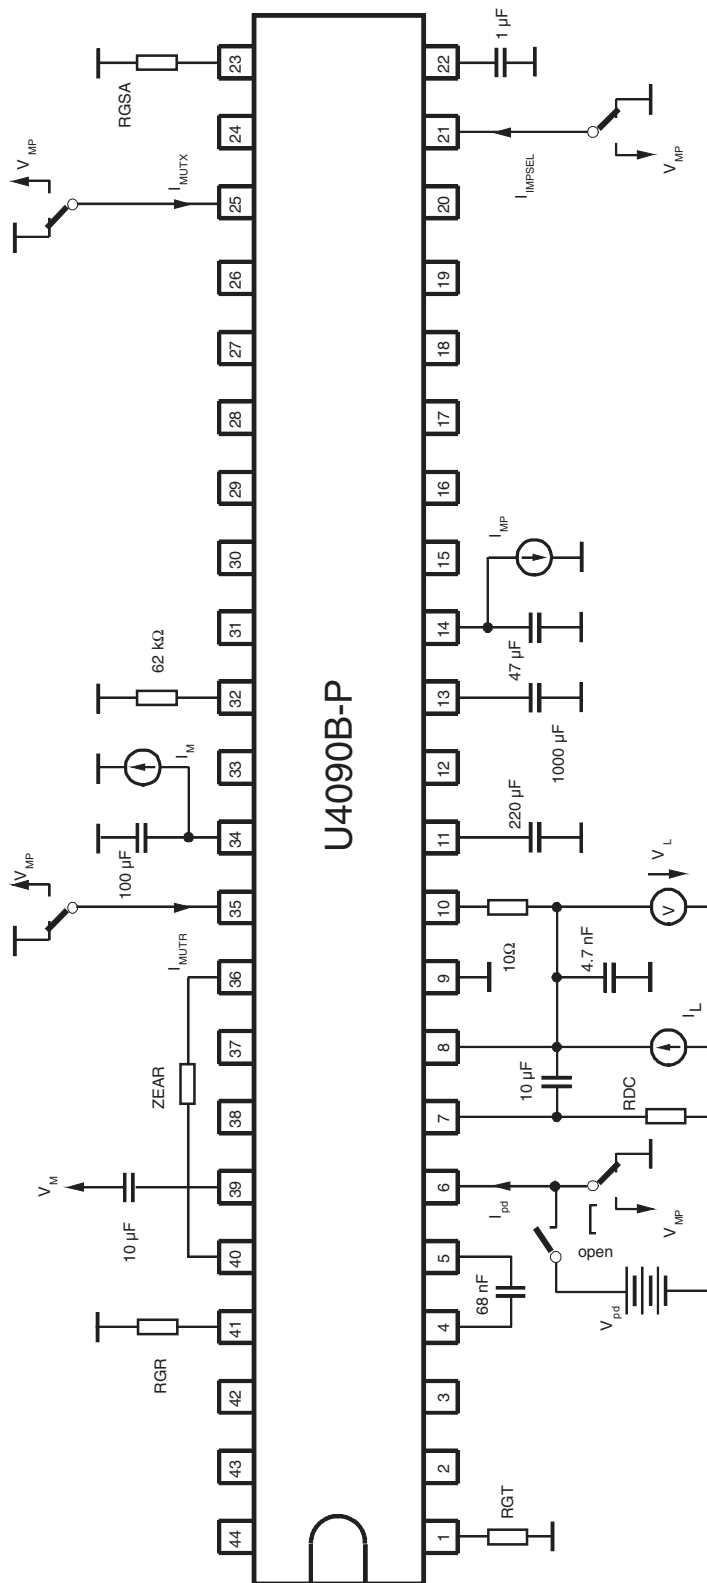 U4090B-P
23
24
25
26
27
28
29
30
31
32
33
34
35
36
37
38
39
40
41
42
43
44
22
21
20
19
18
17
16
15
14
13
12
11
10
9
8
7
6
5
4
3
2
1
RGSA
V_MP
I_MUTX
62 kΩ
I_M
100 µF
V_MP
I_MUTR
ZEAR
V_M
10 µF
RGR
1 µF
I_IMPSEL
V_MP
I_MP
47 µF
1000 µF
220 µF
V_L
V
10Ω
4.7 nF
I_L
10 µF
RDC
I_pd
V_MP
open
68 nF
V_pd
RGT